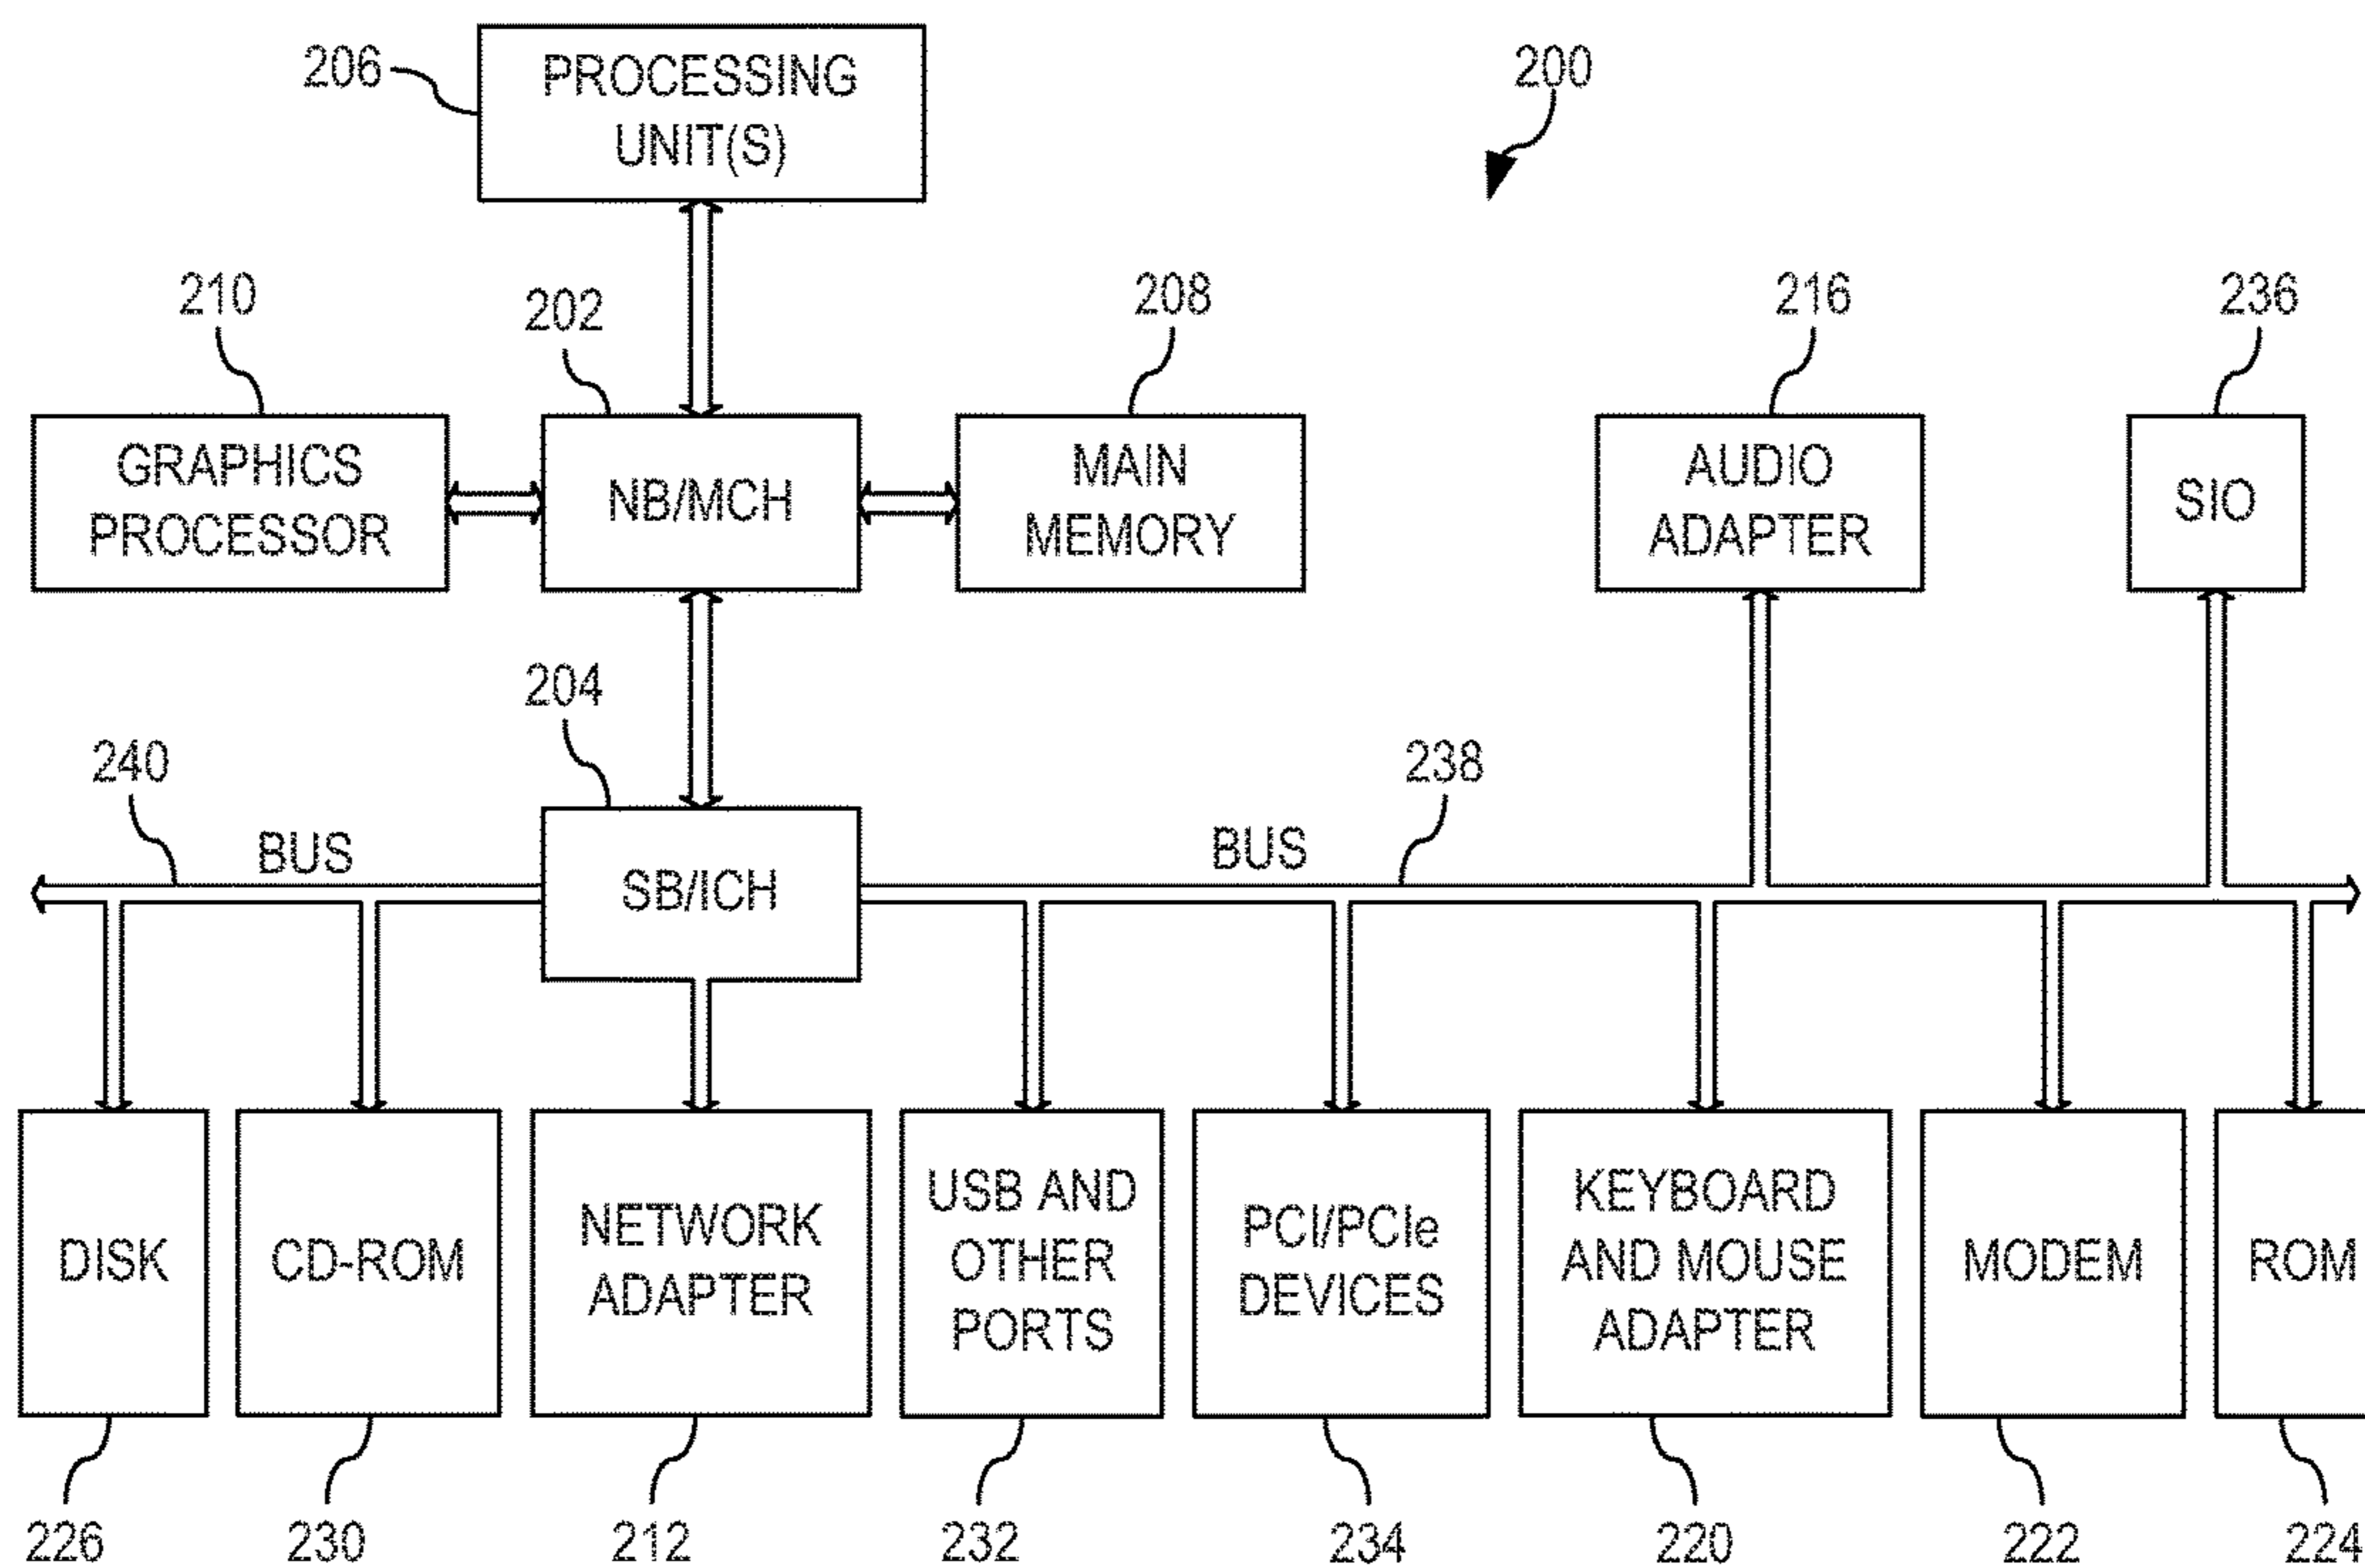 206
PROCESSING
UNIT(S)
200
210
202
208
216
236
GRAPHICS
PROCESSOR
NB/MCH
MAIN
MEMORY
AUDIO
ADAPTER
SIO
204
240
238
BUS
SB/ICH
BUS
DISK
CD-ROM
NETWORK
ADAPTER
USB AND
OTHER
PORTS
PCI/PCIe
DEVICES
KEYBOARD
AND MOUSE
ADAPTER
MODEM
ROM
226
230
212
232
234
220
222
224